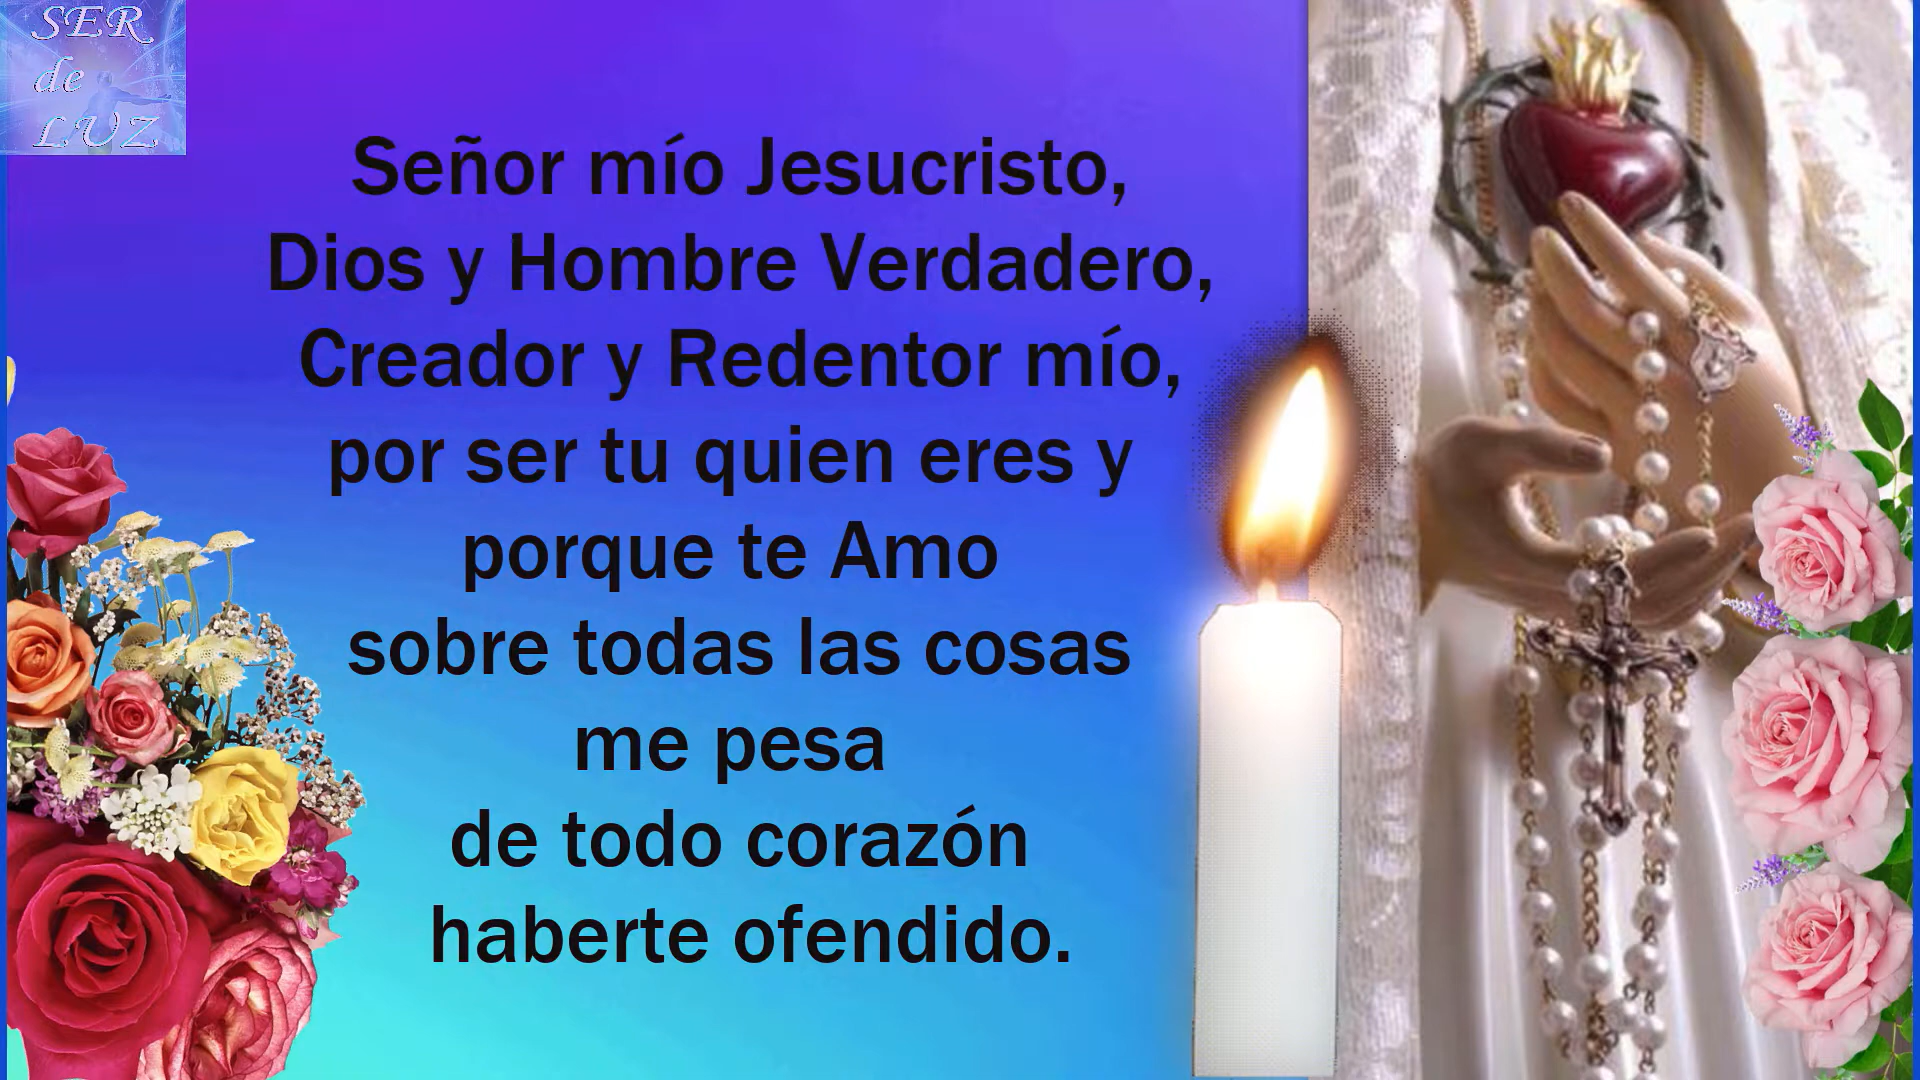 SER
de
LUZ
Señor mío Jesucristo,
Dios y Hombre Verdadero,
Creador y Redentor mío,
por ser tu quien eres y
porque te Amo
sobre todas las cosas
me pesa
de todo corazón
haberte ofendido.